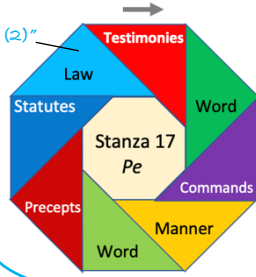 (2)"
Testimonies
Law
Word
Statutes
Stanza 17
Pe
Commands
Precepts
Manner
Word